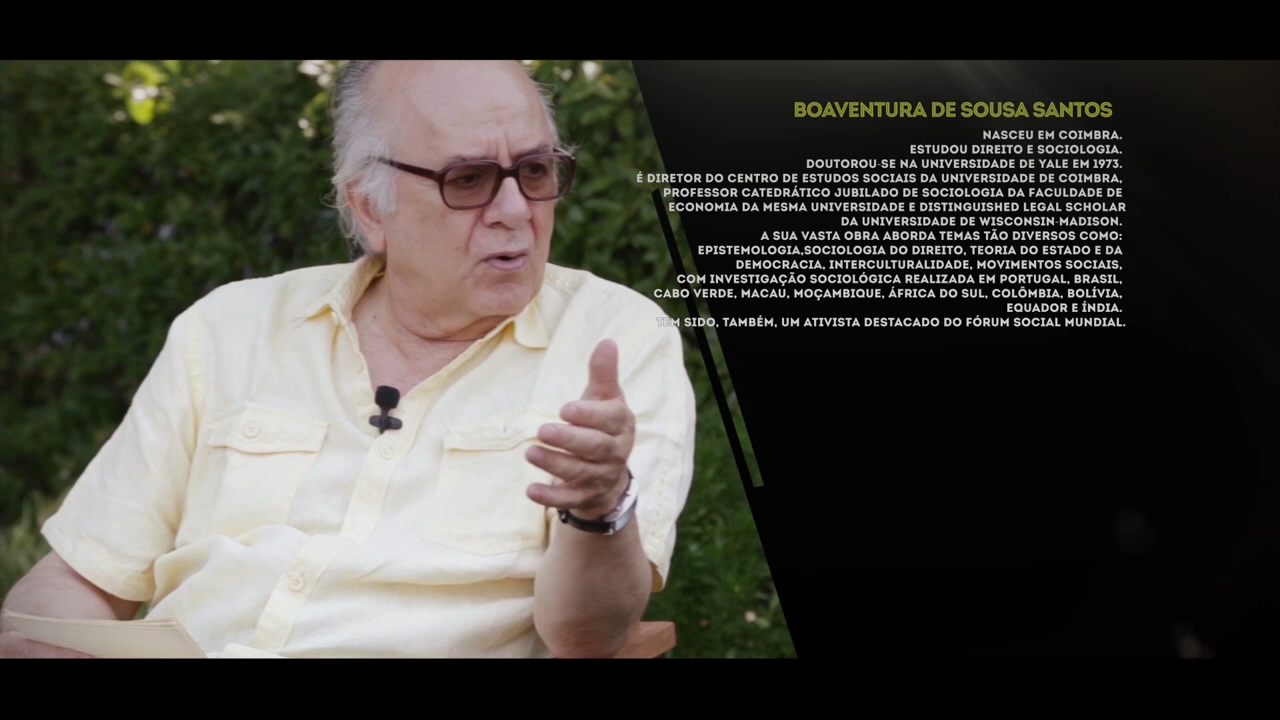 BOAVENTURA DE SOUSA SANTOS
NASCEU EM COIMBRA.
ESTUDOU DIREITO E SOCIOLOGIA.
DOUTOROU-SE NA UNIVERSIDADE DE YALE EM 1973.
É DIRETOR DO CENTRO DE ESTUDOS SOCIAIS DA UNIVERSIDADE DE COIMBRA,
PROFESSOR CATEDRÁTICO JUBILADO DE SOCIOLOGIA DA FACULDADE DE
ECONOMIA DA MESMA UNIVERSIDADE E DISTINGUISHED LEGAL SCHOLAR
DA UNIVERSIDADE DE WISCONSIN-MADISON.
A SUA VASTA OBRA ABORDA TEMAS TÃO DIVERSOS COMO:
EPISTEMOLOGIA,SOCIOLOGIA DO DIREITO, TEORIA DO ESTADO E DA
DEMOCRACIA, INTERCULTURALIDADE, MOVIMENTOS SOCIAIS,
COM INVESTIGAÇÃO SOCIOLÓGICA REALIZADA EM PORTUGAL, BRASIL,
CABO VERDE, MACAU, MOÇAMBIQUE, ÁFRICA DO SUL, COLÔMBIA, BOLÍVIA,
EQUADOR E ÍNDIA.
TEM SIDO, TAMBÉM, UM ATIVISTA DESTACADO DO FÓRUM SOCIAL MUNDIAL.